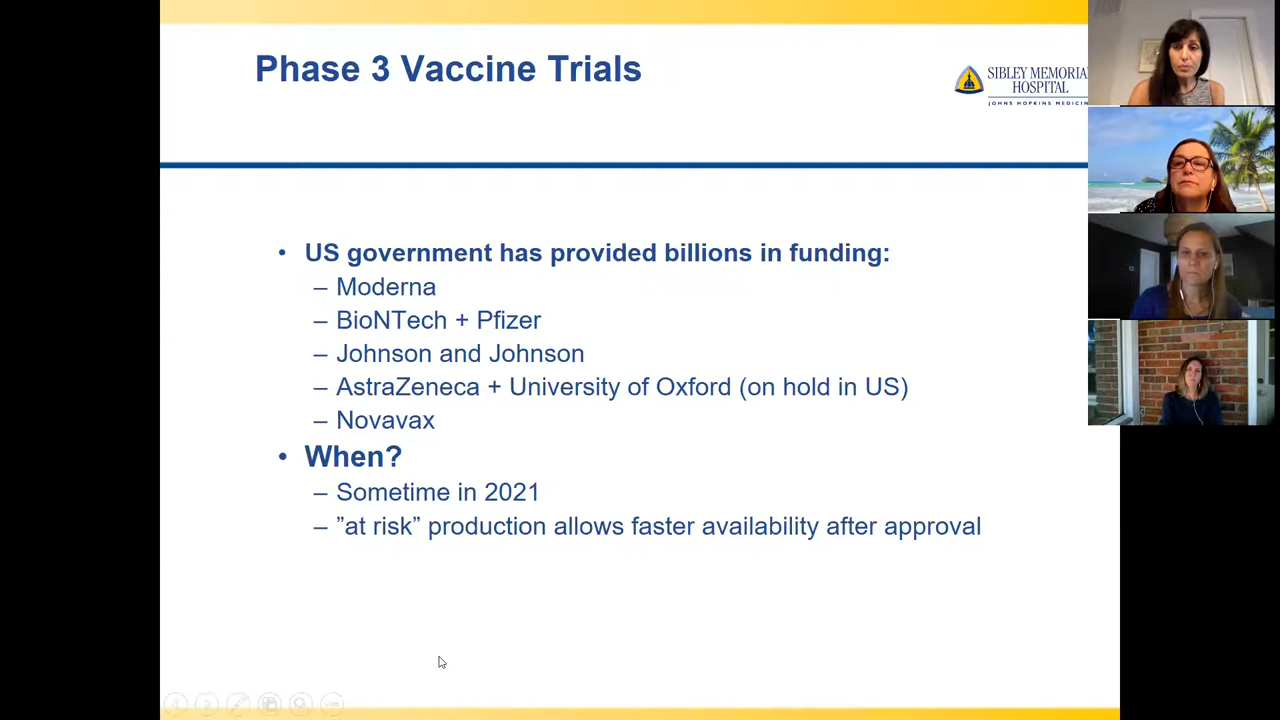 Phase 3 Vaccine Trials
SIBLEY MEMORIAL
HOSPITAL
JOHNS HOPKINS MEDICINE
• US government has provided billions in funding:
– Moderna
– BioNTech + Pfizer
– Johnson and Johnson
– AstraZeneca + University of Oxford (on hold in US)
– Novavax
• When?
– Sometime in 2021
– ”at risk” production allows faster availability after approval